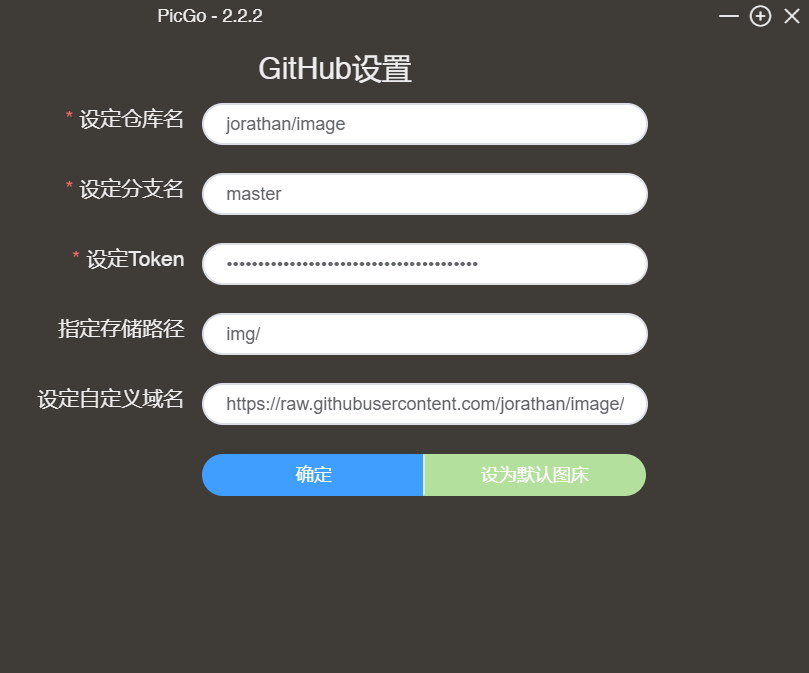 PicGo - 2.2.2
GitHub设置
* 设定仓库名
jorathan/image
* 设定分支名
master
* 设定Token
••••••••••••••••••••••••••••••••••••••••
指定存储路径
img/
设定自定义域名
https://raw.githubusercontent.com/jorathan/image/
确定
设为默认图床